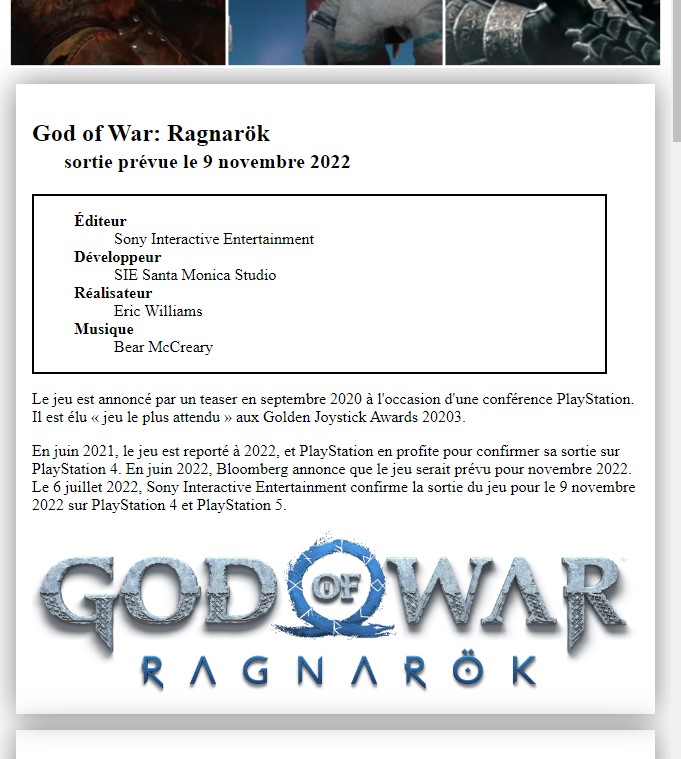 God of War: Ragnarök
sortie prévue le 9 novembre 2022
Éditeur
Sony Interactive Entertainment
Développeur
SIE Santa Monica Studio
Réalisateur
Eric Williams
Musique
Bear McCreary
Le jeu est annoncé par un teaser en septembre 2020 à l'occasion d'une conférence PlayStation.
Il est élu « jeu le plus attendu » aux Golden Joystick Awards 20203.
En juin 2021, le jeu est reporté à 2022, et PlayStation en profite pour confirmer sa sortie sur
PlayStation 4. En juin 2022, Bloomberg annonce que le jeu serait prévu pour novembre 2022.
Le 6 juillet 2022, Sony Interactive Entertainment confirme la sortie du jeu pour le 9 novembre
2022 sur PlayStation 4 et PlayStation 5.
GOD OF WAR
RAGNARÖK